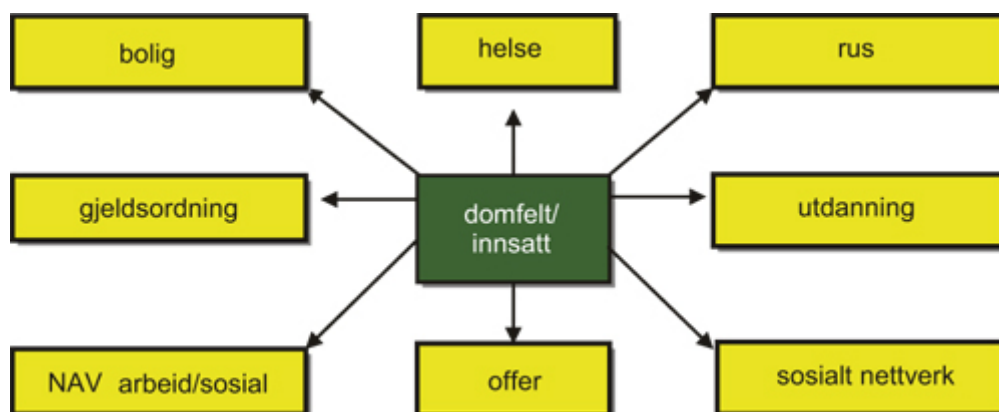 bolig
helse
rus
gjeldsordning
domfelt/
innsatt
utdanning
NAV arbeid/sosial
offer
sosialt nettverk